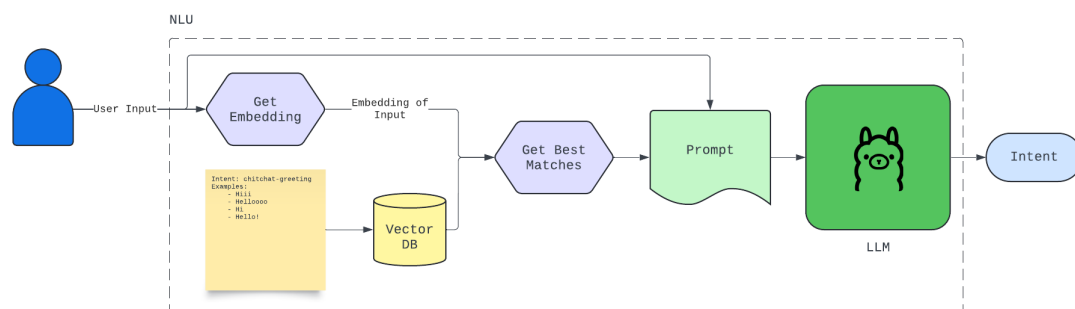 NLU
User Input
Get
Embedding
Embedding of
Input
Get Best
Matches
Prompt
LLM
Intent
Intent: chitchat-greeting
Examples:
- Hiii
- Helloooo
- Hi
- Hello!
Vector
DB